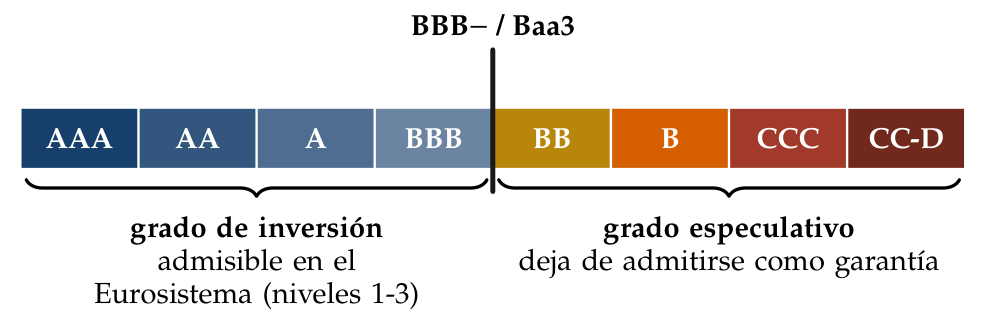 BBB− / Baa3
AAA AA A BBB BB B CCC CC-D
grado de inversión
admisible en el
Eurosistema (niveles 1-3)
grado especulativo
deja de admitirse como garantía